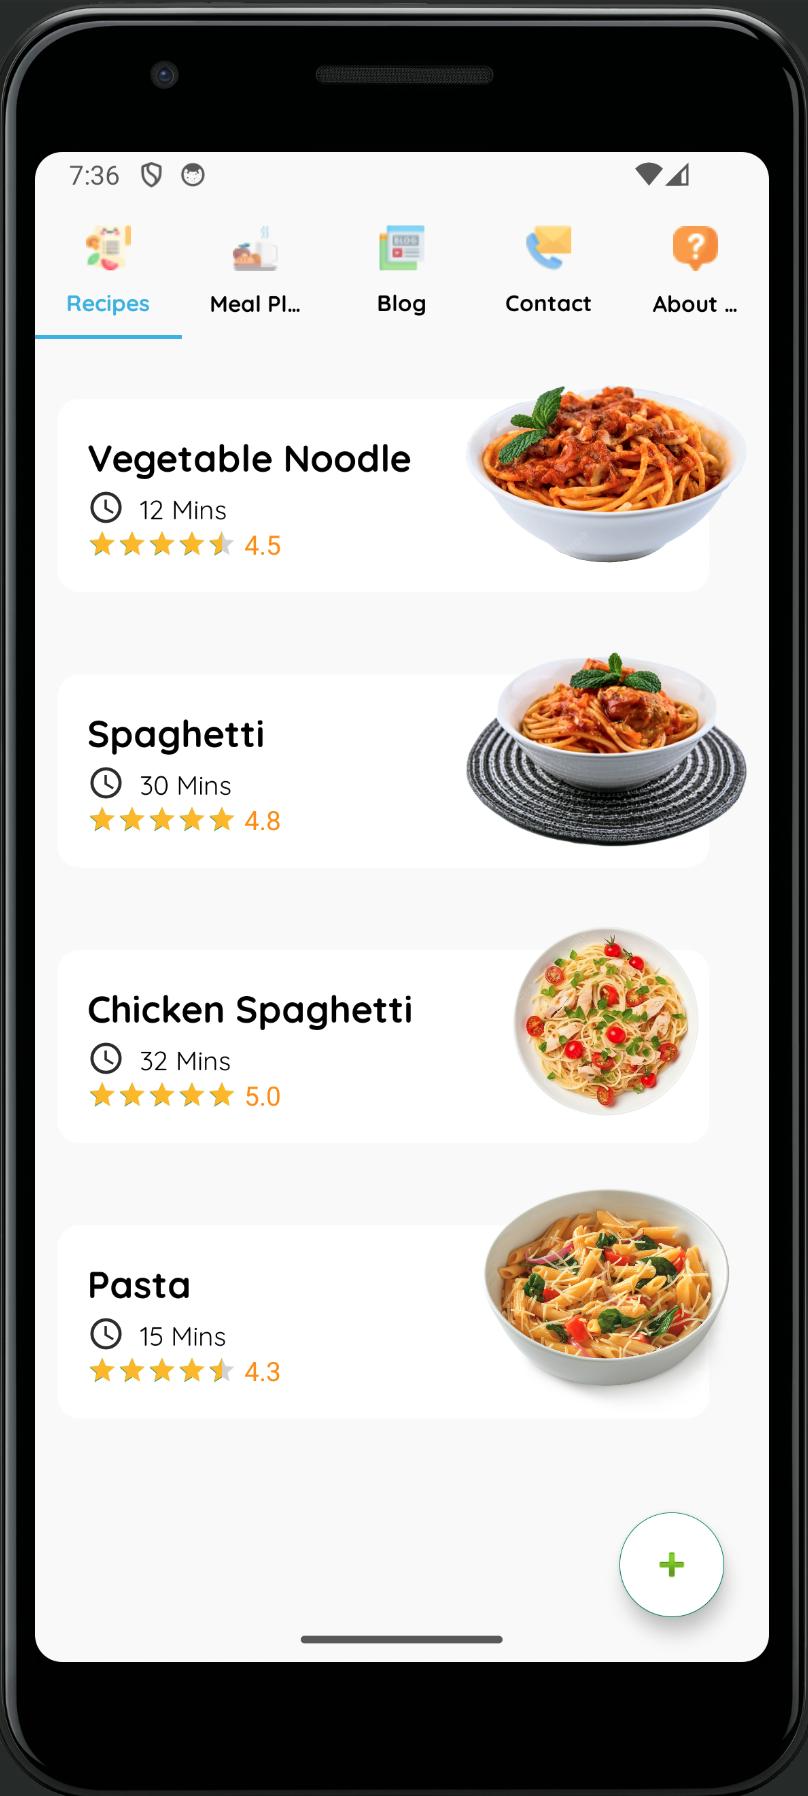 7:36
Recipes
Meal Pl...
Blog
Contact
About ...
BLOG
Vegetable Noodle
12 Mins
4.5
Spaghetti
30 Mins
4.8
Chicken Spaghetti
32 Mins
5.0
Pasta
15 Mins
4.3